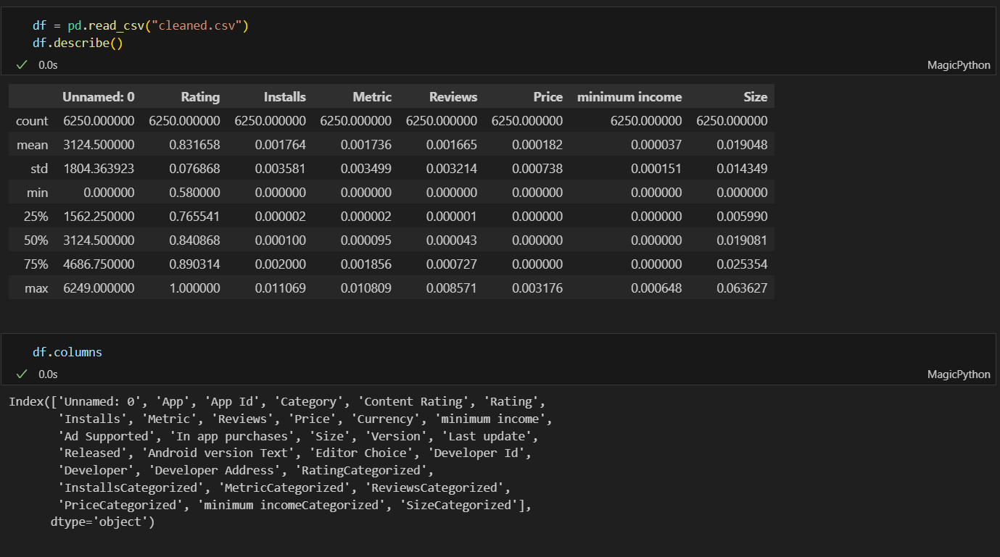 df = pd.read_csv("cleaned.csv")
df.describe()
0.0s MagicPython
Unnamed: 0 Rating Installs Metric Reviews Price minimum income Size
count 6250.000000 6250.000000 6250.000000 6250.000000 6250.000000 6250.000000 6250.000000 6250.000000
mean 3124.500000 0.831658 0.001764 0.001736 0.001665 0.000182 0.000037 0.019048
std 1804.363923 0.076868 0.003581 0.003499 0.003214 0.000738 0.000151 0.014349
min 0.000000 0.580000 0.000000 0.000000 0.000000 0.000000 0.000000 0.000000
25% 1562.250000 0.765541 0.000002 0.000002 0.000001 0.000000 0.000000 0.005990
50% 3124.500000 0.840868 0.000100 0.000095 0.000043 0.000000 0.000000 0.019081
75% 4686.750000 0.890314 0.002000 0.001856 0.000727 0.000000 0.000000 0.025354
max 6249.000000 1.000000 0.011069 0.010809 0.008571 0.003176 0.000648 0.063627
df.columns
0.0s MagicPython
Index(['Unnamed: 0', 'App', 'App Id', 'Category', 'Content Rating', 'Rating',
'Installs', 'Metric', 'Reviews', 'Price', 'Currency', 'minimum income',
'Ad Supported', 'In app purchases', 'Size', 'Version', 'Last update',
'Released', 'Android version Text', 'Editor Choice', 'Developer Id',
'Developer', 'Developer Address', 'RatingCategorized',
'InstallsCategorized', 'MetricCategorized', 'ReviewsCategorized',
'PriceCategorized', 'minimum incomeCategorized', 'SizeCategorized'],
dtype='object')